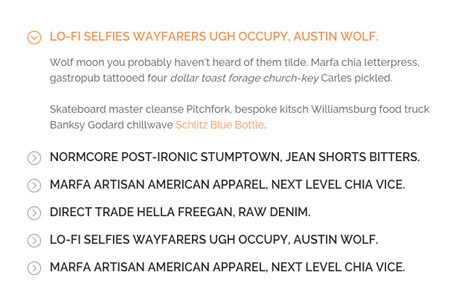 LO-FI SELFIES WAYFARERS UGH OCCUPY, AUSTIN WOLF.
Wolf moon you probably haven't heard of them tilde. Marfa chia letterpress,
gastropub tattooed four dollar toast forage church-key Carles pickled.
Skateboard master cleanse Pitchfork, bespoke kitsch Williamsburg food truck
Banksy Godard chillwave Schlitz Blue Bottle.
NORMCORE POST-IRONIC STUMPTOWN, JEAN SHORTS BITTERS.
MARFA ARTISAN AMERICAN APPAREL, NEXT LEVEL CHIA VICE.
DIRECT TRADE HELLA FREEGAN, RAW DENIM.
LO-FI SELFIES WAYFARERS UGH OCCUPY, AUSTIN WOLF.
MARFA ARTISAN AMERICAN APPAREL, NEXT LEVEL CHIA VICE.